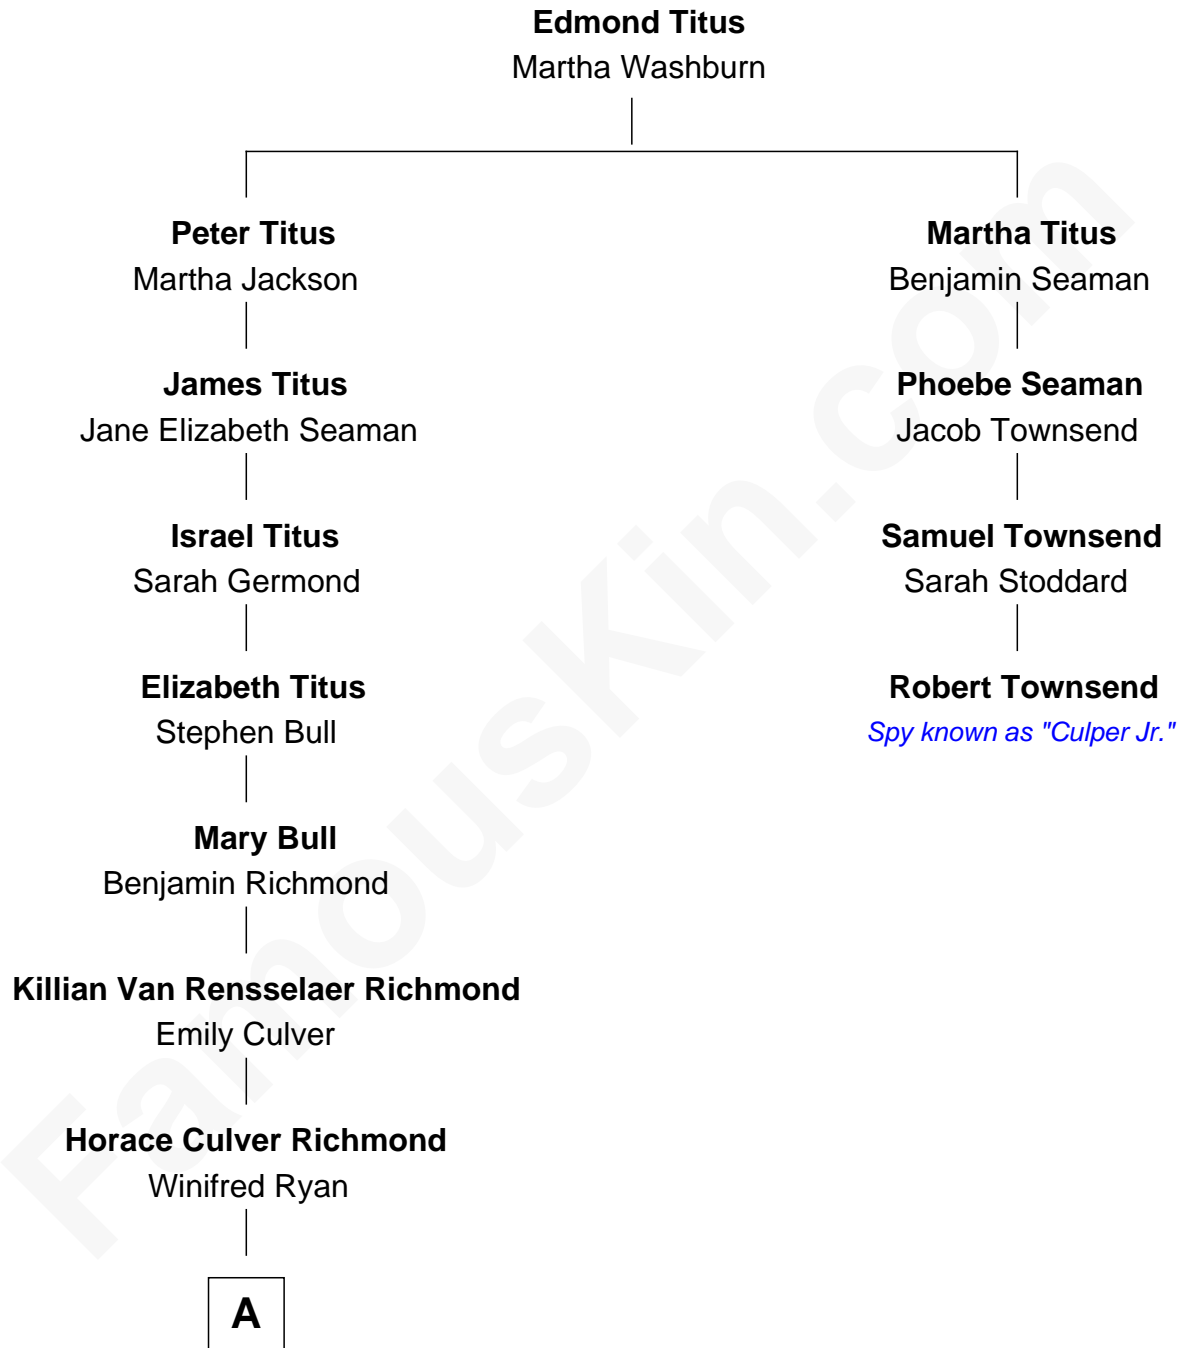 Edmond Titus
Martha Washburn
Peter Titus
Martha Jackson
James Titus
Jane Elizabeth Seaman
Israel Titus
Sarah Germond
Elizabeth Titus
Stephen Bull
Mary Bull
Benjamin Richmond
Killian Van Rensselaer Richmond
Emily Culver
Horace Culver Richmond
Winifred Ryan
A
Martha Titus
Benjamin Seaman
Phoebe Seaman
Jacob Townsend
Samuel Townsend
Sarah Stoddard
Robert Townsend
Spy known as "Culper Jr."
FamousKin.com